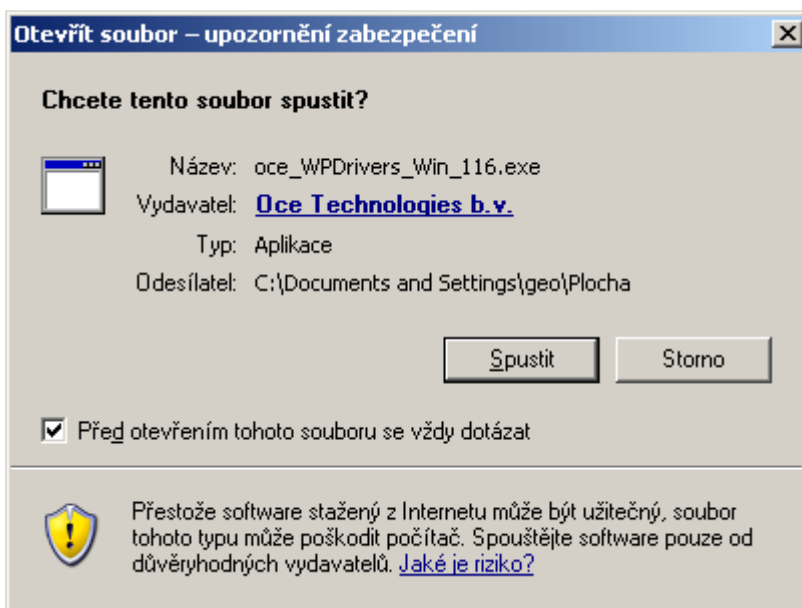 Otevřít soubor – upozornění zabezpečení
Chcete tento soubor spustit?
Název: oce_WPDrivers_Win_116.exe
Vydavatel: Oce Technologies b.v.
Typ: Aplikace
Odesílatel: C:\Documents and Settings\geo\Plocha
Spustit Storno
Před otevřením tohoto souboru se vždy dotázat
Přestože software stažený z Internetu může být užitečný, soubor
tohoto typu může poškodit počítač. Spouštějte software pouze od
důvěryhodných vydavatelů. Jaké je riziko?